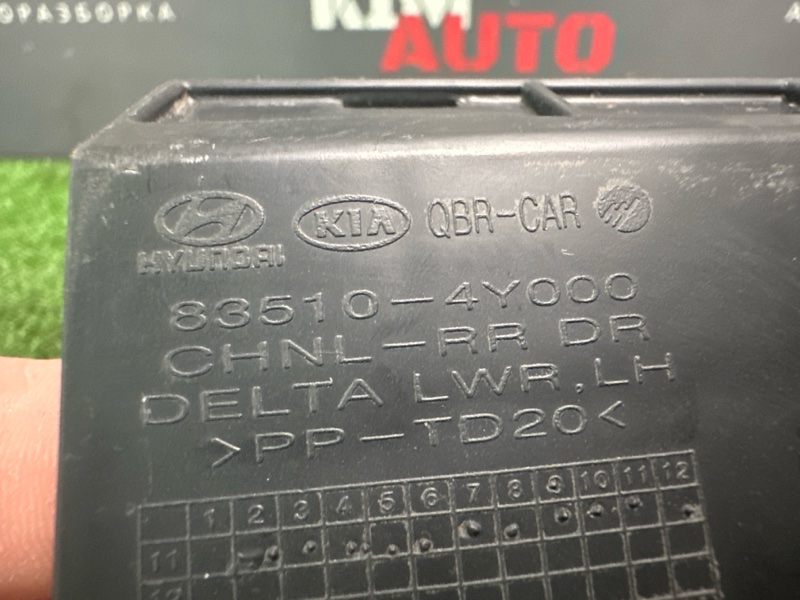 ОРАЗБОРКА
KIM
AUTO
HYUNDAI KIA QBR-CAR
83510-4Y000
CHNL-RR DR
DELTA LWR,LH
>PP-TD20<
1 2 3 4 5 6 7 8 9 10 11 12
11